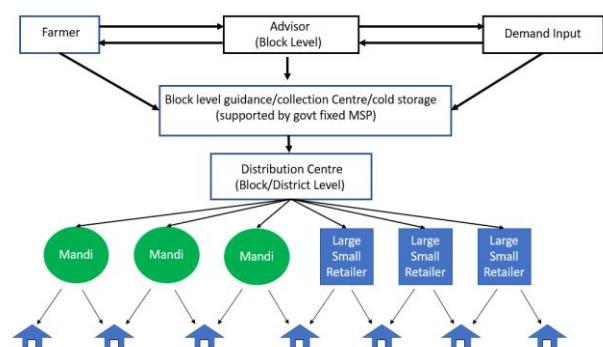 Farmer
Advisor
(Block Level)
Demand Input
Block level guidance/collection Centre/cold storage
(supported by govt fixed MSP)
Distribution Centre
(Block/District Level)
Mandi
Mandi
Mandi
Large
Small
Retailer
Large
Small
Retailer
Large
Small
Retailer